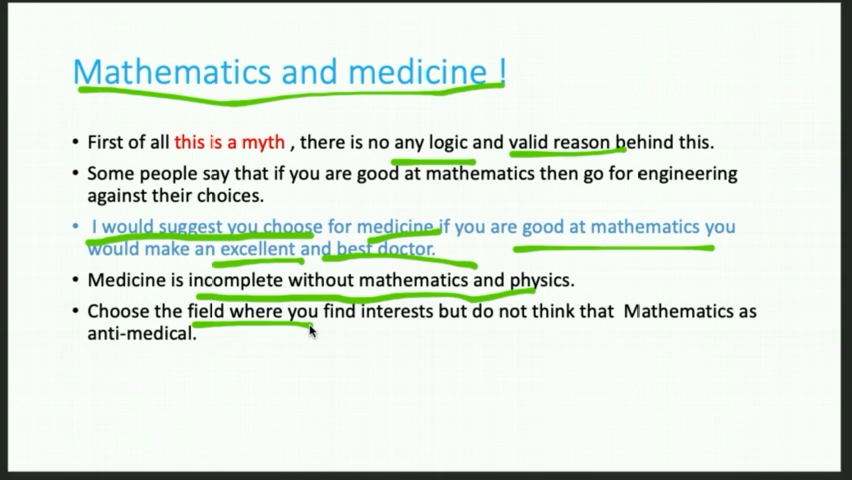 Mathematics and medicine !
• First of all this is a myth , there is no any logic and valid reason behind this.
• Some people say that if you are good at mathematics then go for engineering
against their choices.
• I would suggest you choose for medicine if you are good at mathematics you
would make an excellent and best doctor.
• Medicine is incomplete without mathematics and physics.
• Choose the field where you find interests but do not think that Mathematics as
anti-medical.